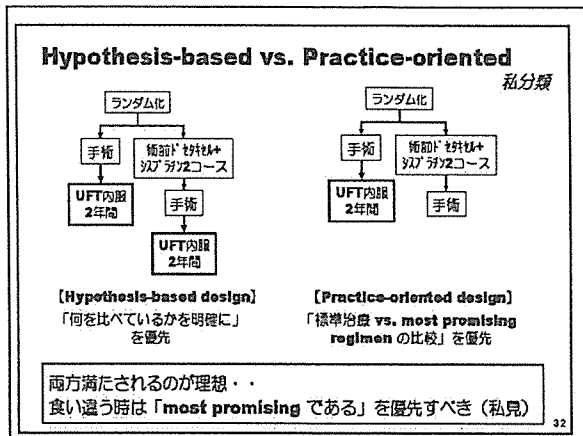 Hypothesis-based vs. Practice-oriented
私分類
ランダム化
手術
術前ドセタキセル+
シスプラチン2コース
UFT内服
2年間
手術
UFT内服
2年間
【Hypothesis-based design】
「何を比べているかを明確に」
を優先
ランダム化
手術
術前ドセタキセル+
シスプラチン2コース
UFT内服
2年間
手術
【Practice-oriented design】
「標準治療 vs. most promising
regimen の比較」を優先
両方満たされるのが理想・・
食い違う時は「most promising である」を優先すべき（私見）
32